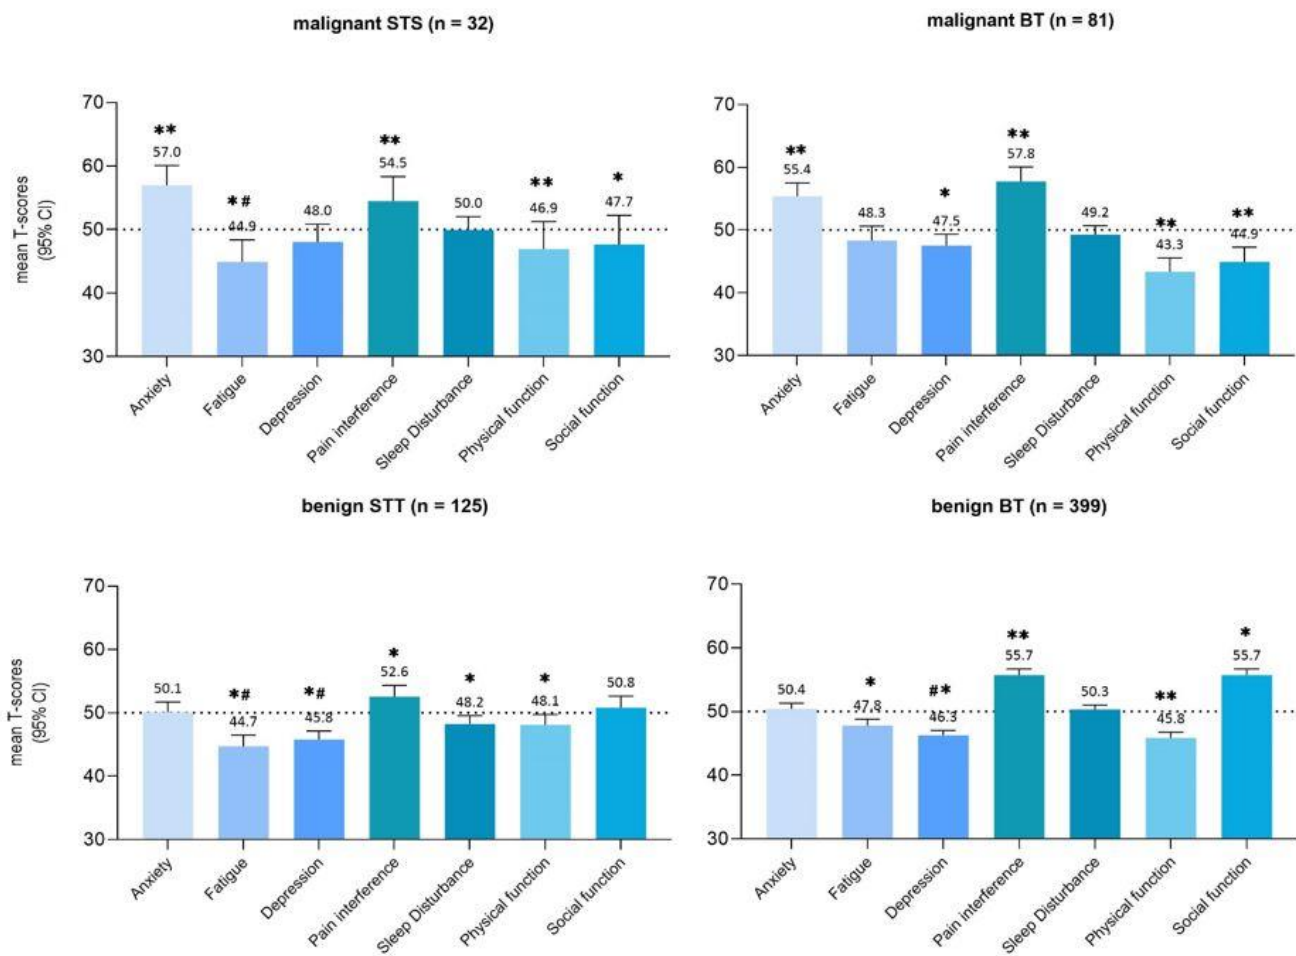 malignant STS (n = 32)
mean T-scores
(95% CI)
70
60
50
40
30
**
57.0
*#
44.9
48.0
**
54.5
50.0
**
46.9
*
47.7
Anxiety
Fatigue
Depression
Pain interference
Sleep Disturbance
Physical function
Social function
malignant BT (n = 81)
70
60
50
40
30
**
55.4
48.3
*
47.5
**
57.8
49.2
**
43.3
**
44.9
Anxiety
Fatigue
Depression
Pain interference
Sleep Disturbance
Physical function
Social function
benign STT (n = 125)
mean T-scores
(95% CI)
70
60
50
40
30
50.1
*#
44.7
*#
45.8
*
52.6
*
48.2
*
48.1
50.8
Anxiety
Fatigue
Depression
Pain interference
Sleep Disturbance
Physical function
Social function
benign BT (n = 399)
70
60
50
40
30
50.4
*
47.8
#*
46.3
**
55.7
50.3
**
45.8
*
55.7
Anxiety
Fatigue
Depression
Pain interference
Sleep Disturbance
Physical function
Social function